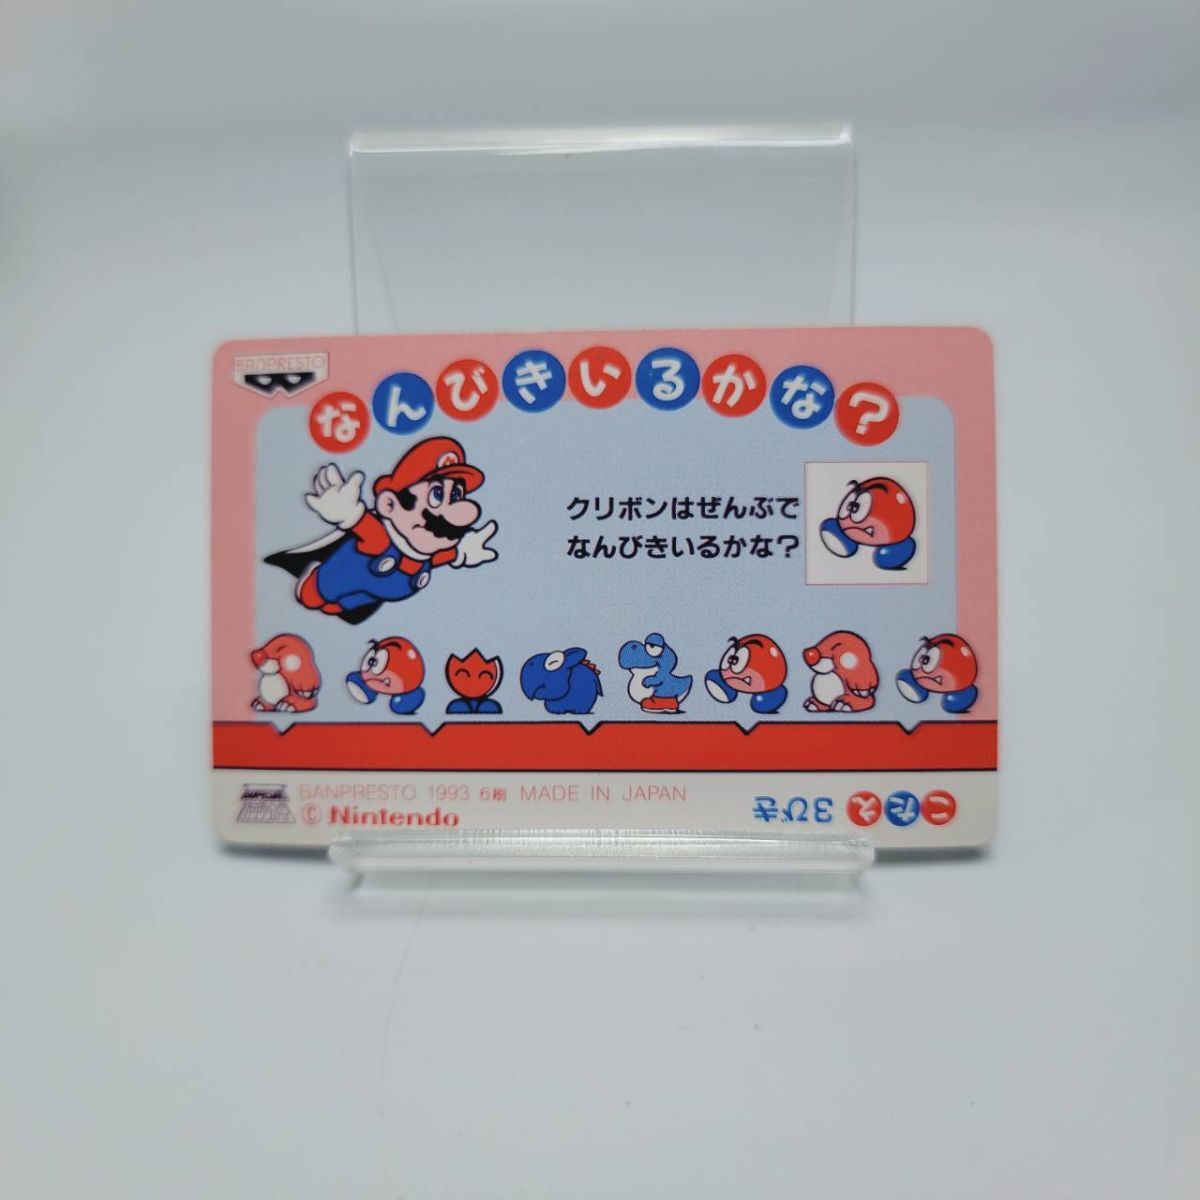 BANPRESTO
なんびきいるかな?
クリボンはぜんぶで
なんびきいるかな?
BANPRESTO 1993 6刷 MADE IN JAPAN
© Nintendo
こたえ 3びき